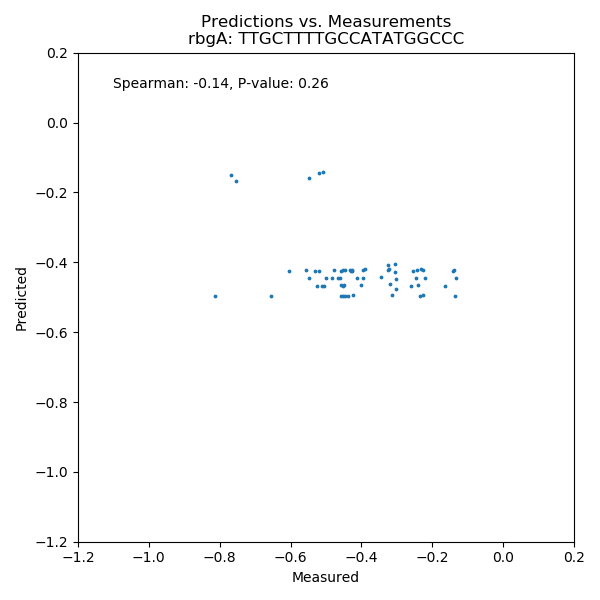 Predictions vs. Measurements
rbgA: TTGCTTTTGCCATATGGCCC
Spearman: -0.14, P-value: 0.26
0.2
0.0
−0.2
−0.4
−0.6
−0.8
−1.0
−1.2
Predicted
−1.2 −1.0 −0.8 −0.6 −0.4 −0.2 0.0 0.2
Measured